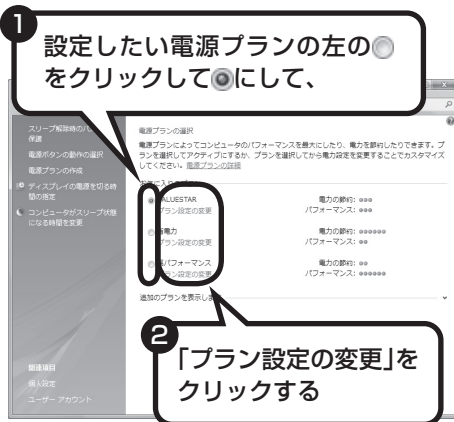 1
設定したい電源プランの左の
をクリックして にして、
スリープ解除時の
保護
電源ボタンの動作の選択
電源プランの作成
ディスプレイの電源を切る時
間の指定
コンピュータがスリープ状態
になる時間を変更
関連項目
個人設定
ユーザー アカウント
電源プランの選択
電源プランによってコンピュータのパフォーマンスを最大にしたり、電力を節約したりできます。プ
ランを選択してアクティブにするか、プランを選択してから電力設定を変更することでカスタマイズ
してください。電源プランの詳細
ALUESTAR
プラン設定の変更
電力の節約:
パフォーマンス:
電力
プラン設定の変更
電力の節約:
パフォーマンス:
パフォーマンス
プラン設定の変更
電力の節約:
パフォーマンス:
追加のプランを表示し
2
「プラン設定の変更」を
クリックする